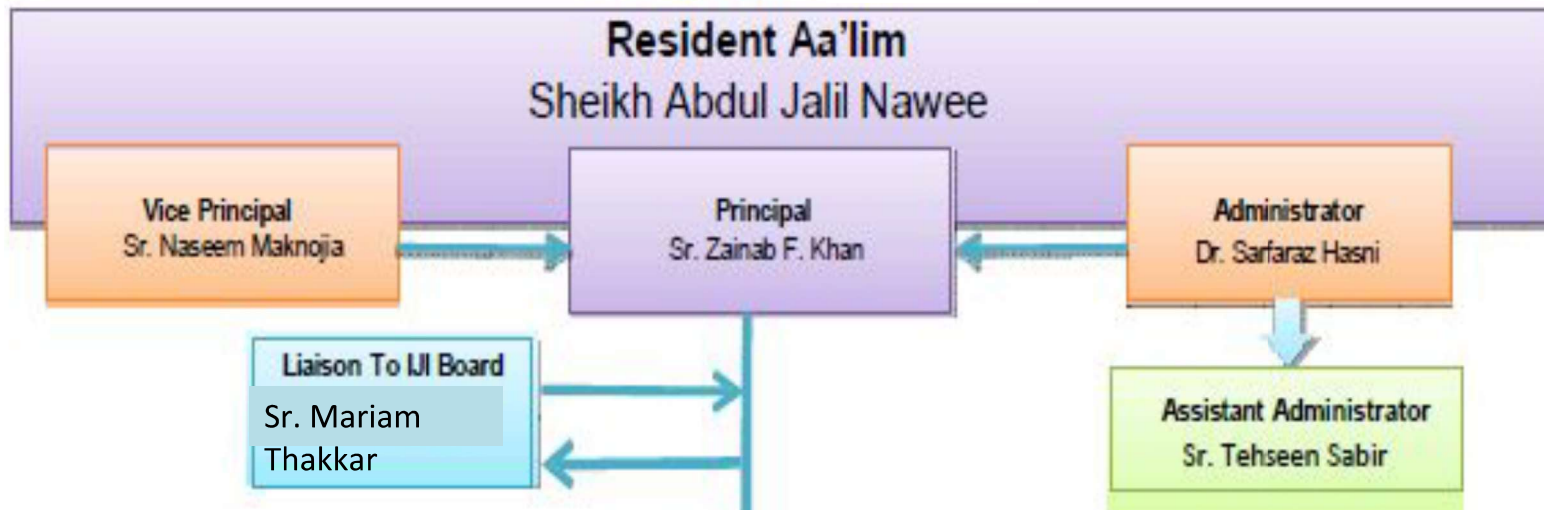 Resident Aa'lim
Sheikh Abdul Jalil Nawee
Vice Principal
Sr. Naseem Maknojia
Principal
Sr. Zainab F. Khan
Administrator
Dr. Sarfaraz Hasni
Liaison To IJI Board
Sr. Mariam
Thakkar
Assistant Administrator
Sr. Tehseen Sabir